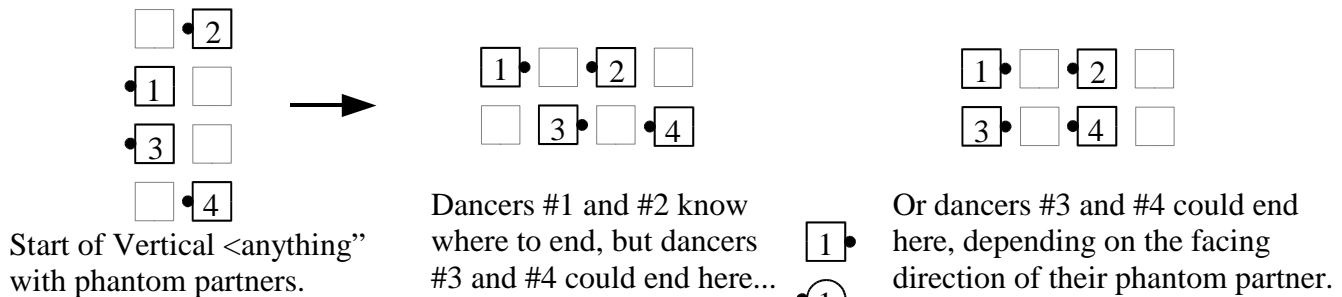 2
1
3
4
Start of Vertical <anything”
with phantom partners.
1 2
3 4
Dancers #1 and #2 know
where to end, but dancers
#3 and #4 could end here...
1
1
1 2
3 4
Or dancers #3 and #4 could end
here, depending on the facing
direction of their phantom partner.